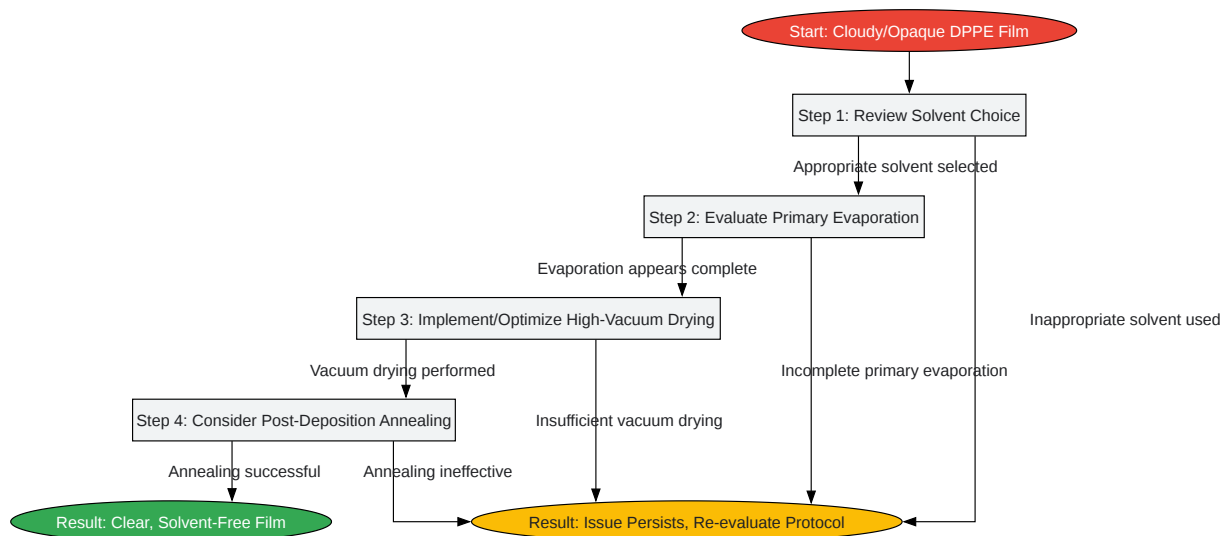 Start: Cloudy/Opaque DPPE Film
Step 1: Review Solvent Choice
Appropriate solvent selected
Step 2: Evaluate Primary Evaporation
Evaporation appears complete
Step 3: Implement/Optimize High-Vacuum Drying
Inappropriate solvent used
Vacuum drying performed
Incomplete primary evaporation
Step 4: Consider Post-Deposition Annealing
Insufficient vacuum drying
Annealing successful
Annealing ineffective
Result: Clear, Solvent-Free Film
Result: Issue Persists, Re-evaluate Protocol